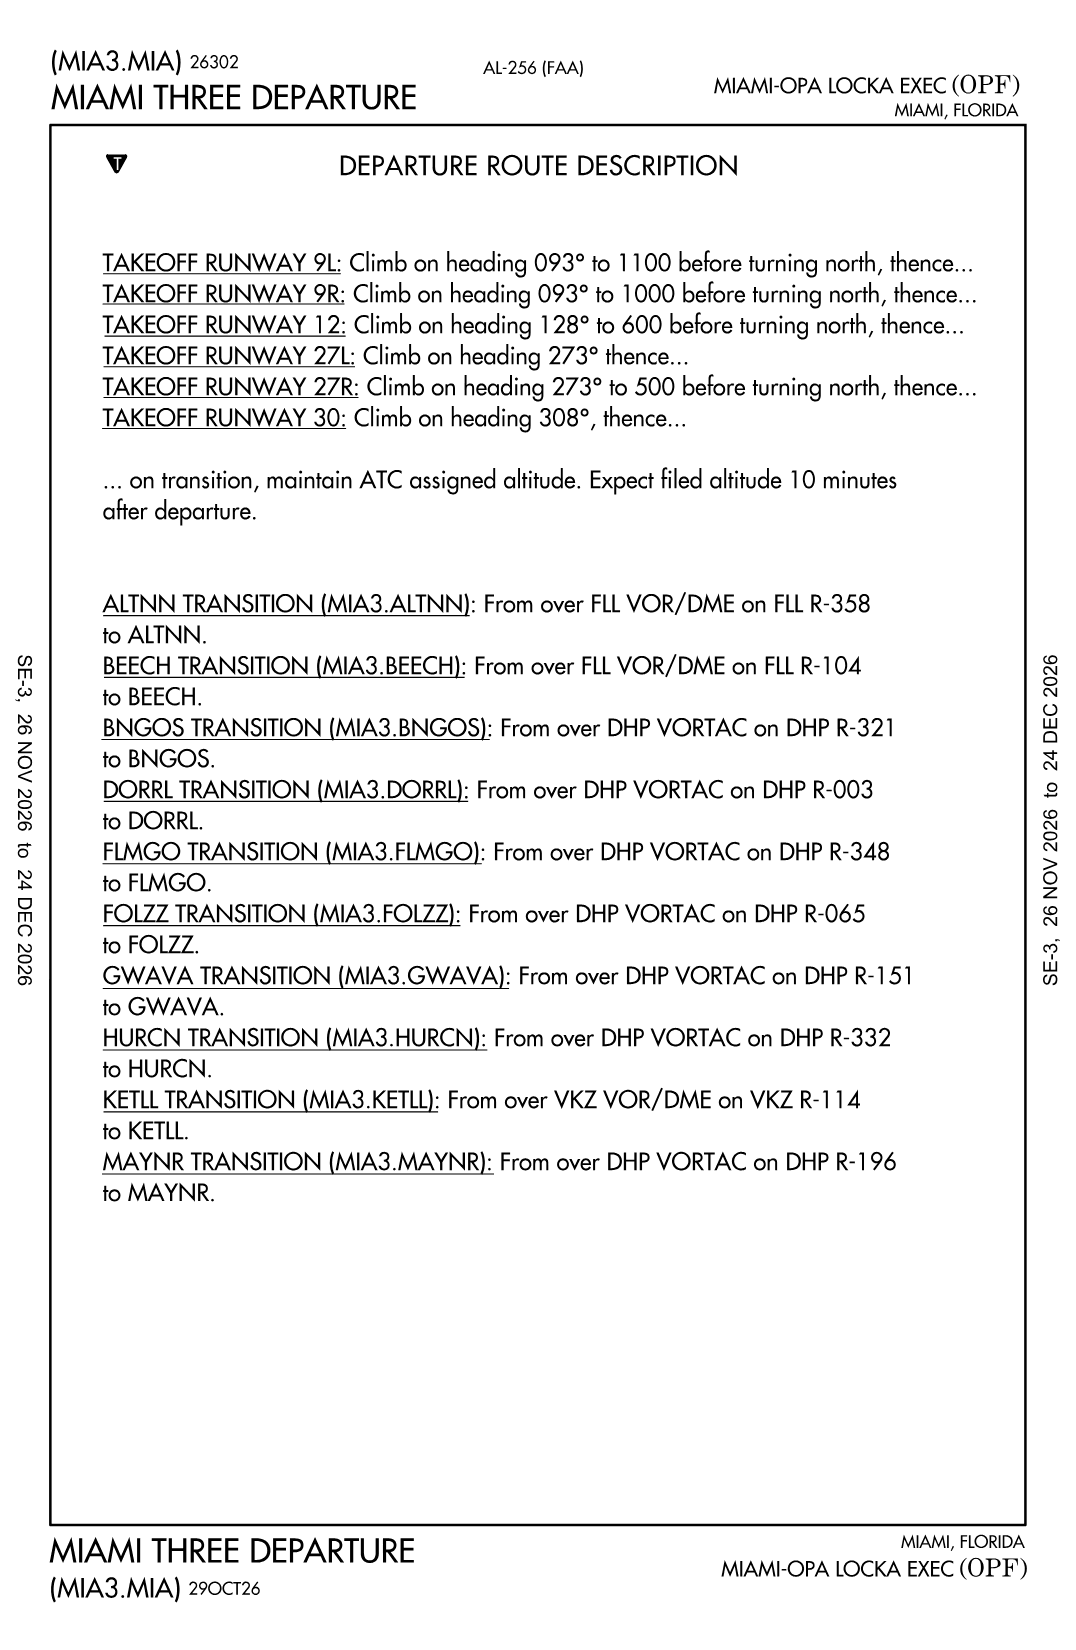 (MIA3.MIA) 26302
AL-256 (FAA)
MIAMI THREE DEPARTURE
MIAMI-OPA LOCKA EXEC (OPF)
MIAMI, FLORIDA
T
DEPARTURE ROUTE DESCRIPTION
TAKEOFF RUNWAY 9L: Climb on heading 093° to 1100 before turning north, thence...
TAKEOFF RUNWAY 9R: Climb on heading 093° to 1000 before turning north, thence...
TAKEOFF RUNWAY 12: Climb on heading 128° to 600 before turning north, thence...
TAKEOFF RUNWAY 27L: Climb on heading 273° thence...
TAKEOFF RUNWAY 27R: Climb on heading 273° to 500 before turning north, thence...
TAKEOFF RUNWAY 30: Climb on heading 308°, thence...
... on transition, maintain ATC assigned altitude. Expect filed altitude 10 minutes
after departure.
ALTNN TRANSITION (MIA3.ALTNN): From over FLL VOR/DME on FLL R-358
to ALTNN.
BEECH TRANSITION (MIA3.BEECH): From over FLL VOR/DME on FLL R-104
to BEECH.
BNGOS TRANSITION (MIA3.BNGOS): From over DHP VORTAC on DHP R-321
to BNGOS.
DORRL TRANSITION (MIA3.DORRL): From over DHP VORTAC on DHP R-003
to DORRL.
FLMGO TRANSITION (MIA3.FLMGO): From over DHP VORTAC on DHP R-348
to FLMGO.
FOLZZ TRANSITION (MIA3.FOLZZ): From over DHP VORTAC on DHP R-065
to FOLZZ.
GWAVA TRANSITION (MIA3.GWAVA): From over DHP VORTAC on DHP R-151
to GWAVA.
HURCN TRANSITION (MIA3.HURCN): From over DHP VORTAC on DHP R-332
to HURCN.
KETLL TRANSITION (MIA3.KETLL): From over VKZ VOR/DME on VKZ R-114
to KETLL.
MAYNR TRANSITION (MIA3.MAYNR): From over DHP VORTAC on DHP R-196
to MAYNR.
SE-3, 26 NOV 2026 to 24 DEC 2026
SE-3, 26 NOV 2026 to 24 DEC 2026
MIAMI THREE DEPARTURE
(MIA3.MIA) 29OCT26
MIAMI, FLORIDA
MIAMI-OPA LOCKA EXEC (OPF)